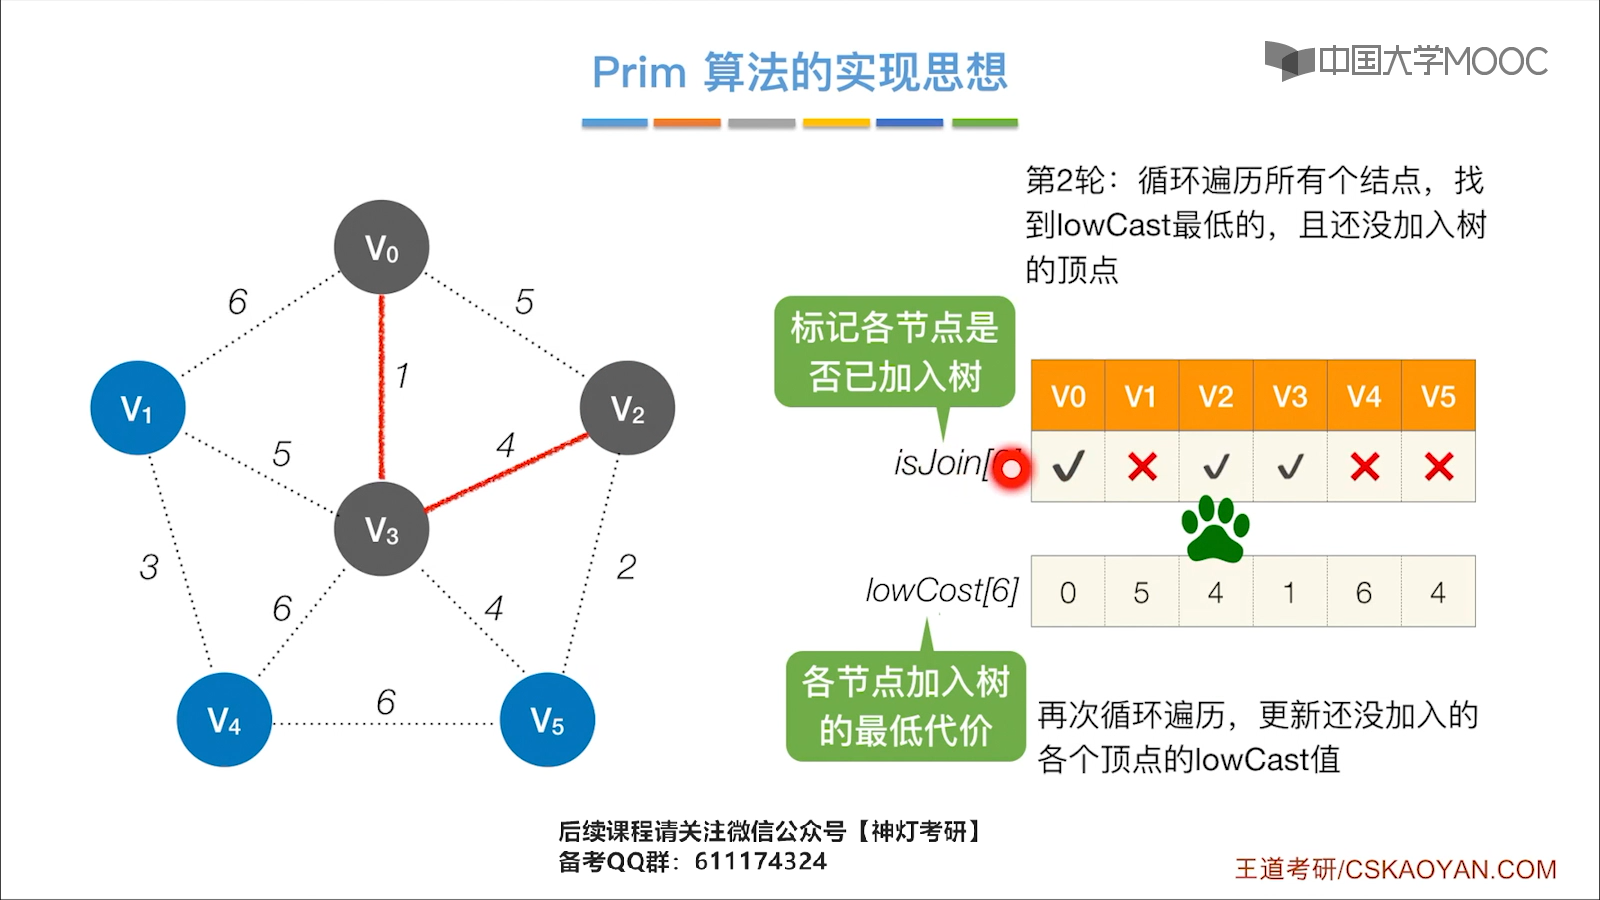 Prim 算法的实现思想
中国大学MOOC
第2轮：循环遍历所有个结点，找
到lowCast最低的，且还没加入树
的顶点
标记各节点是
否已加入树
V0 V1 V2 V3 V4 V5
isJoin[
lowCost[6] 0 5 4 1 6 4
各节点加入树
的最低代价
再次循环遍历，更新还没加入的
各个顶点的lowCast值
V0
6
5
1
V1
V2
5
4
V3
3
2
6
4
V4
6
V5
后续课程请关注微信公众号【神灯考研】
备考QQ群：611174324
王道考研/CSKAOYAN.COM